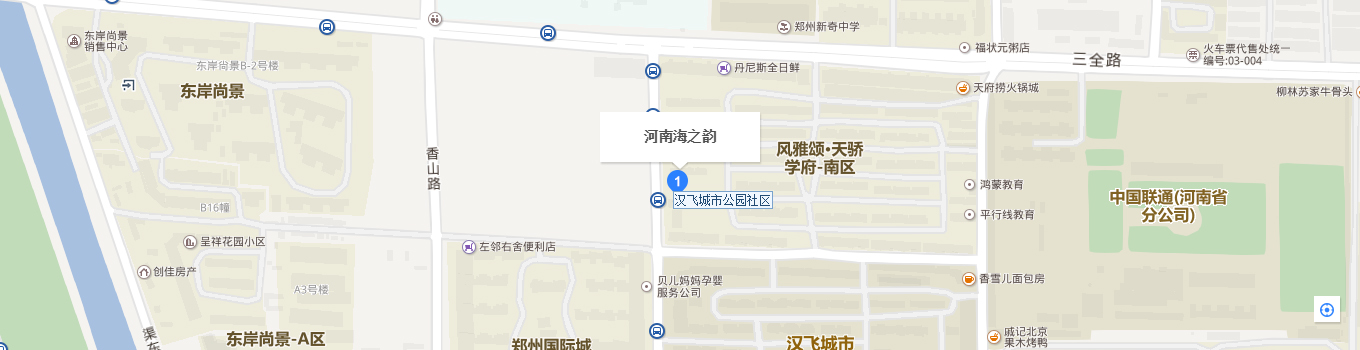 东岸尚景
销售中心
东岸尚景B-2号楼
东岸尚景
B16幢
呈祥花园小区
创佳房产
A3号楼
东岸尚景-A区
渠东
香山路
左邻右舍便利店
郑州国际城
郑州新奇中学
丹尼斯全日鲜
河南海之韵
1
汉飞城市公园社区
风雅颂•天骄
学府-南区
贝儿妈妈孕婴
服务公司
汉飞城市
福状元粥店
三全路
火车票代售处统一
编号:03-004
天府捞火锅城
柳林苏家牛骨头
鸿蒙教育
平行线教育
中国联通(河南省
分公司)
香雪儿面包房
戚记北京
果木烤鸭